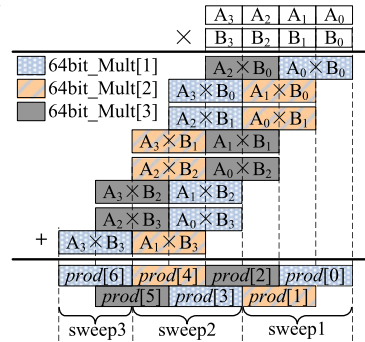 A₃ A₂ A₁ A₀
× B₃ B₂ B₁ B₀
64bit_Mult[1] A₂×B₀ A₀×B₀
64bit_Mult[2] A₃×B₀ A₁×B₀
64bit_Mult[3] A₂×B₁ A₀×B₁
A₃×B₁ A₁×B₁
A₂×B₂ A₀×B₂
A₃×B₂ A₁×B₂
A₂×B₃ A₀×B₃
+ A₃×B₃ A₁×B₃
prod[6] prod[4] prod[2] prod[0]
prod[5] prod[3] prod[1]
sweep3 sweep2 sweep1